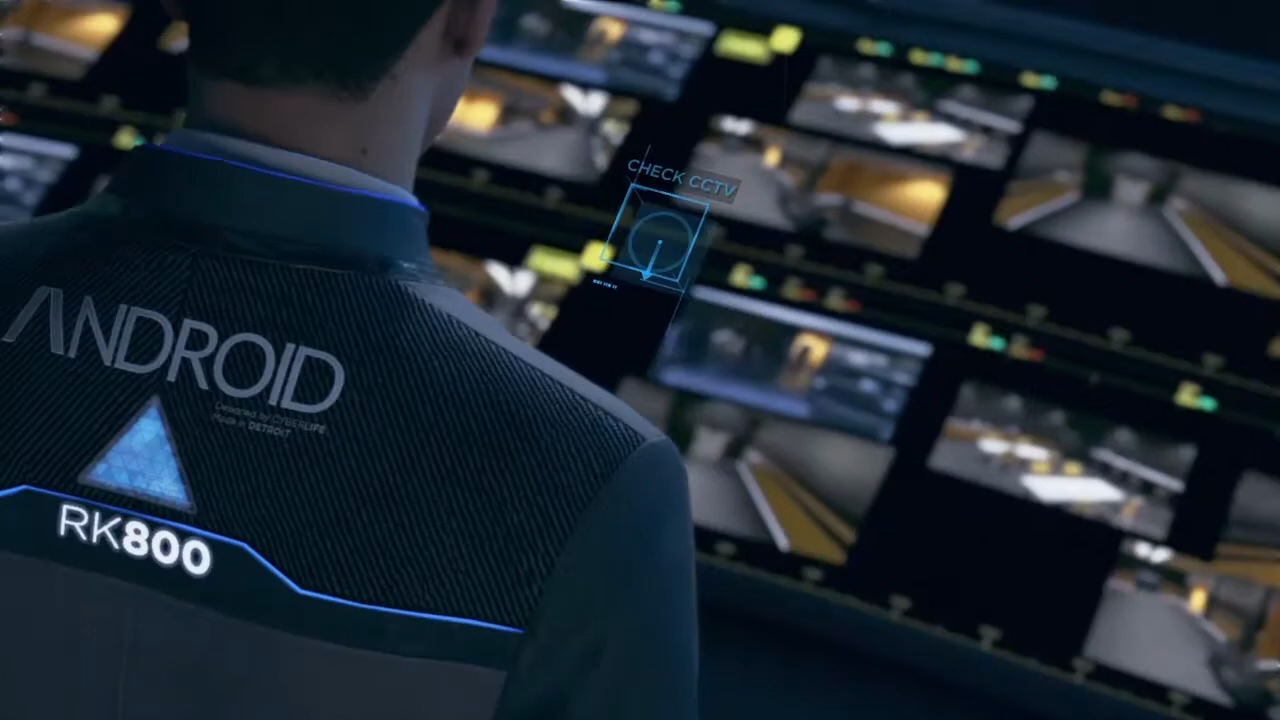 CHECK CCTV
ANDROID
Designed by CYBERLIFE
Made in DETROIT
RK800